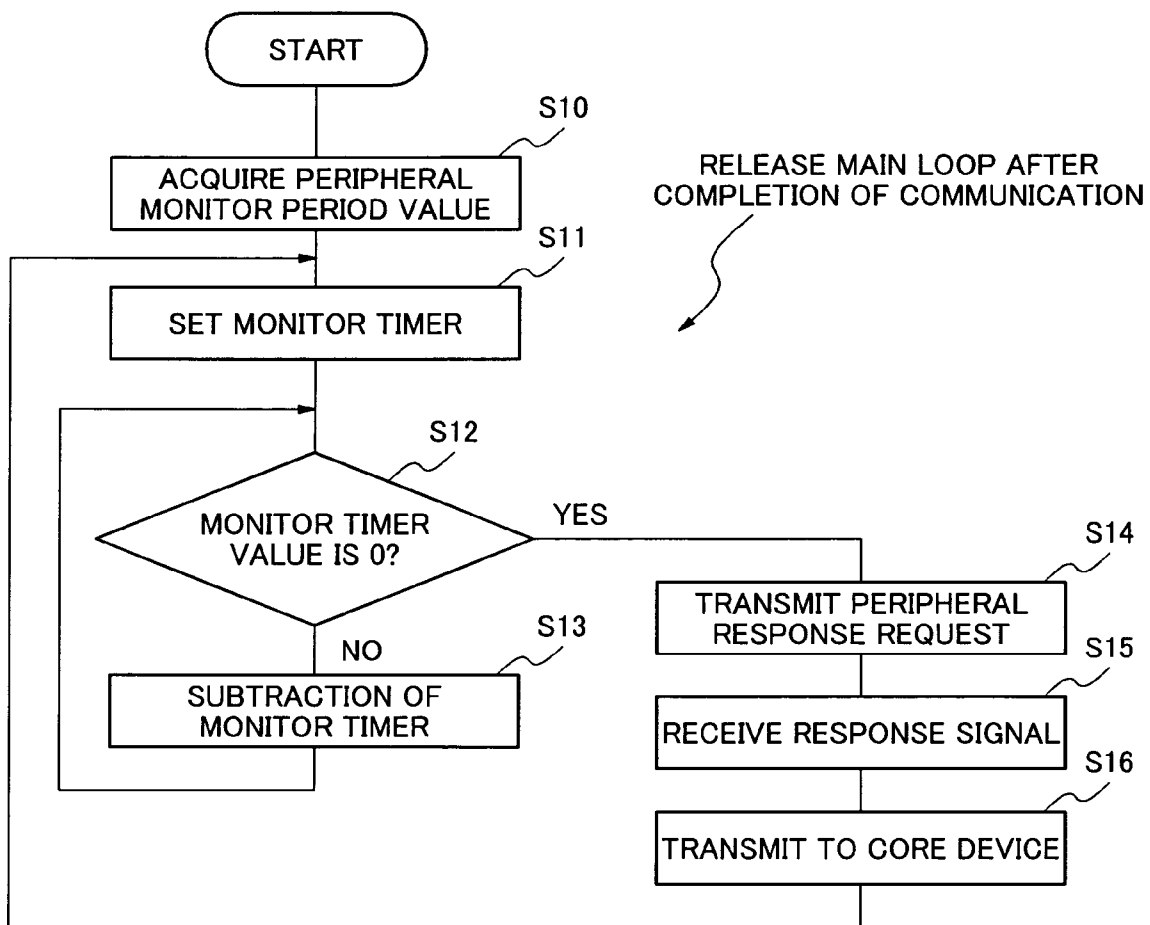 START
S10
ACQUIRE PERIPHERAL
MONITOR PERIOD VALUE
RELEASE MAIN LOOP AFTER
COMPLETION OF COMMUNICATION
S11
SET MONITOR TIMER
S12
MONITOR TIMER
VALUE IS 0?
YES
NO
S13
SUBTRACTION OF
MONITOR TIMER
S14
TRANSMIT PERIPHERAL
RESPONSE REQUEST
S15
RECEIVE RESPONSE SIGNAL
S16
TRANSMIT TO CORE DEVICE